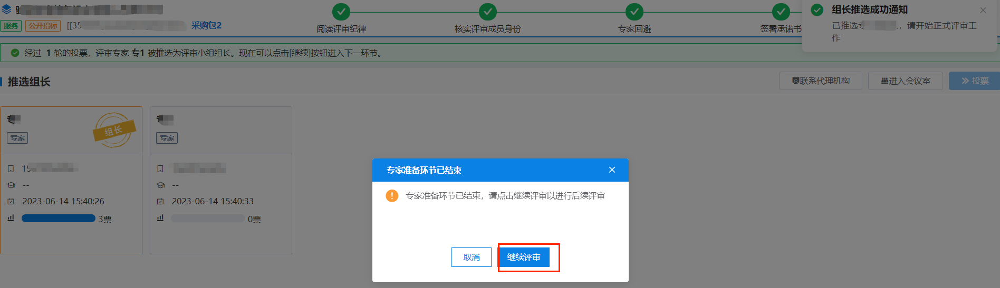 阅读评审纪律
核实评审成员身份
专家回避
签署承诺书
服务
公开招标
[[35
采购包2
组长推选成功通知
已推选专
，请开始正式评审工
作
经过 1 轮的投票，评审专家 专1 被推选为评审小组组长。现在可以点击[继续]按钮进入下一环节。
推选组长
联系代理机构
进入会议室
投票
专
专家
组长
15
--
2023-06-14 15:40:26
3票
专家
--
2023-06-14 15:40:33
0票
专家准备环节已结束
专家准备环节已结束，请点击继续评审以进行后续评审
取消
继续评审